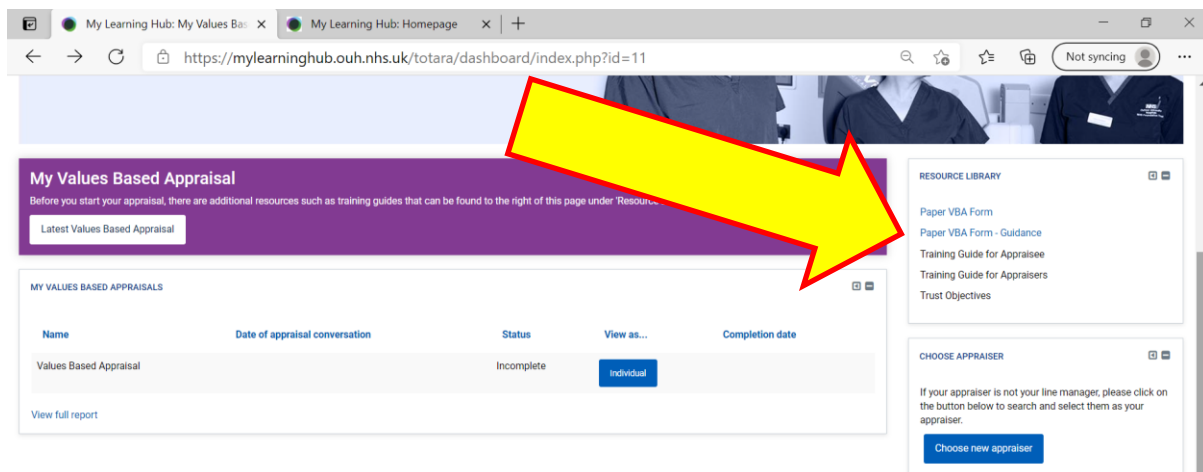 My Learning Hub: My Values Bas
My Learning Hub: Homepage
https://mylearninghub.ouh.nhs.uk/totara/dashboard/index.php?id=11
Not syncing
My Values Based Appraisal
Before you start your appraisal, there are additional resources such as training guides that can be found to the right of this page under 'Resource
Latest Values Based Appraisal
MY VALUES BASED APPRAISALS
Name Date of appraisal conversation Status View as... Completion date
Values Based Appraisal Incomplete Individual
View full report
RESOURCE LIBRARY
Paper VBA Form
Paper VBA Form - Guidance
Training Guide for Appraisee
Training Guide for Appraisers
Trust Objectives
CHOOSE APPRAISER
If your appraiser is not your line manager, please click on
the button below to search and select them as your
appraiser.
Choose new appraiser